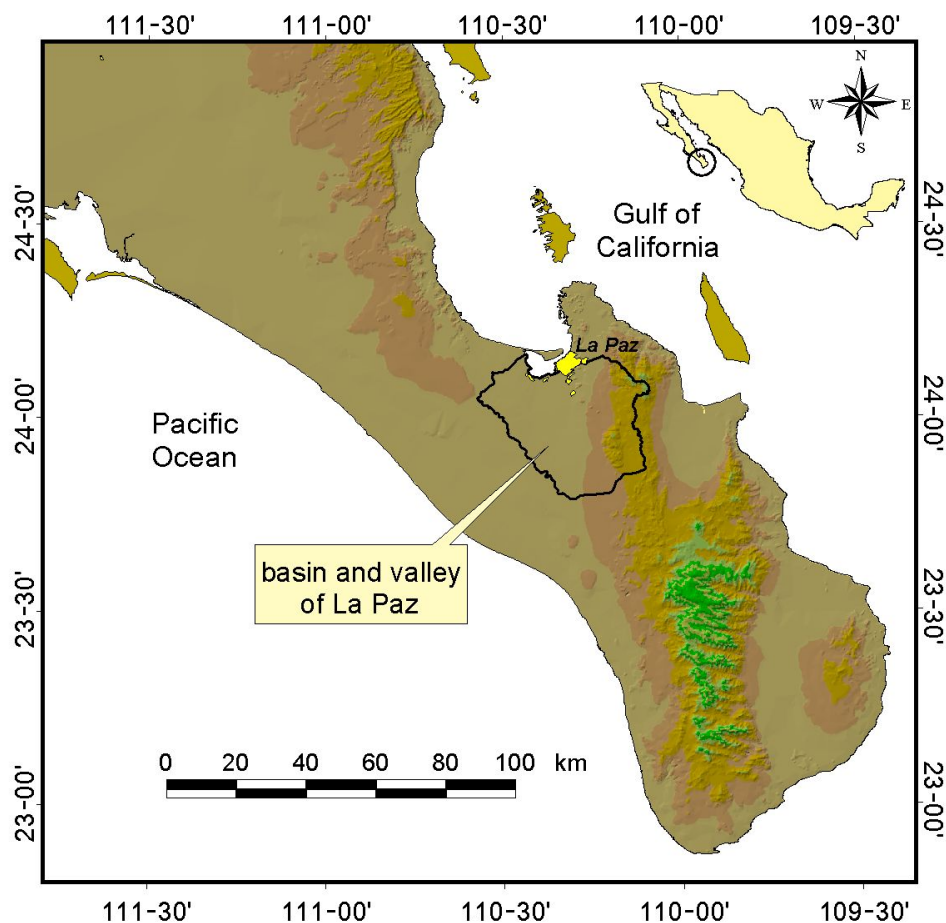 111-30'
111-00'
110-30'
110-00'
109-30'
N
W
E
S
24-30'
24-30'
Gulf of
California
La Paz
24-00'
24-00'
Pacific
Ocean
basin and valley
of La Paz
23-30'
23-30'
0 20 40 60 80 100 km
23-00'
23-00'
111-30'
111-00'
110-30'
110-00'
109-30'